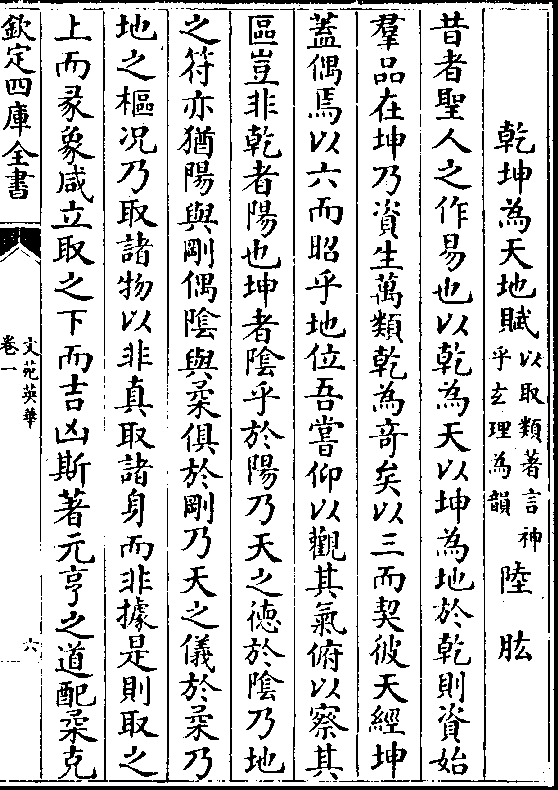 乾坤為天地賦以取類著言神乎玄理為韻 陸肱
昔者聖人之作易也以乾為天以坤為地於乾則資始
羣品在坤乃資生萬類乾為奇矣以三而契彼天經坤
蓋偶焉以六而昭乎地位吾嘗仰以觀其氣俯以察其
區豈非乾者陽也坤者陰乎於陽乃天之德於陰乃地
之符亦猶陽與剛偶陰與柔俱於剛乃天之儀於柔乃
地之樞况乃取諸物以非真取諸身而非據是則取之
上而彖象咸立取之下而吉凶斯著元亨之道配柔克
欽定四庫全書
文苑英華
卷一
六